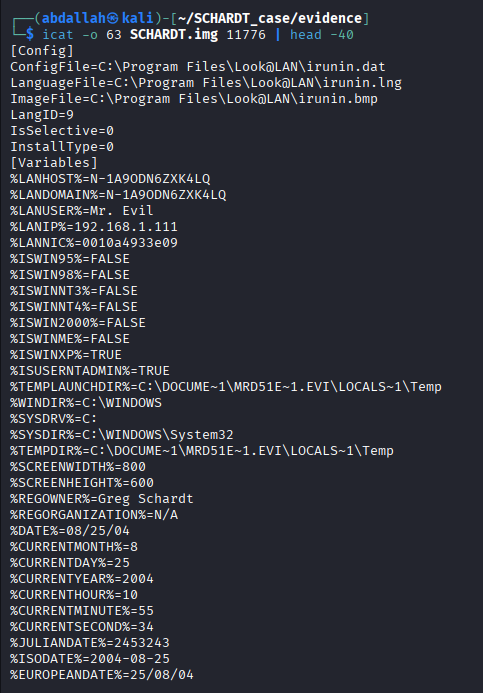 ┌──(abdallah㉿kali)-[~/SCHARDT_case/evidence]
└─$ icat -o 63 SCHARDT.img 11776 | head -40
[Config]
ConfigFile=C:\Program Files\Look@LAN\irunin.dat
LanguageFile=C:\Program Files\Look@LAN\irunin.lng
ImageFile=C:\Program Files\Look@LAN\irunin.bmp
LangID=9
IsSelective=0
InstallType=0
[Variables]
%LANHOST%=N-1A9ODN6ZXK4LQ
%LANDOMAIN%=N-1A9ODN6ZXK4LQ
%LANUSER%=Mr. Evil
%LANIP%=192.168.1.111
%LANNIC%=0010a4933e09
%ISWIN95%=FALSE
%ISWIN98%=FALSE
%ISWINNT3%=FALSE
%ISWINNT4%=FALSE
%ISWIN2000%=FALSE
%ISWINME%=FALSE
%ISWINXP%=TRUE
%ISUSERNTADMIN%=TRUE
%TEMPLAUNCHDIR%=C:\DOCUME~1\MRD51E~1.EVI\LOCALS~1\Temp
%WINDIR%=C:\WINDOWS
%SYSDRV%=C:
%SYSDIR%=C:\WINDOWS\System32
%TEMPDIR%=C:\DOCUME~1\MRD51E~1.EVI\LOCALS~1\Temp
%SCREENWIDTH%=800
%SCREENHEIGHT%=600
%REGOWNER%=Greg Schardt
%REGORGANIZATION%=N/A
%DATE%=08/25/04
%CURRENTMONTH%=8
%CURRENTDAY%=25
%CURRENTYEAR%=2004
%CURRENTHOUR%=10
%CURRENTMINUTE%=55
%CURRENTSECOND%=34
%JULIANDATE%=2453243
%ISODATE%=2004-08-25
%EUROPEANDATE%=25/08/04